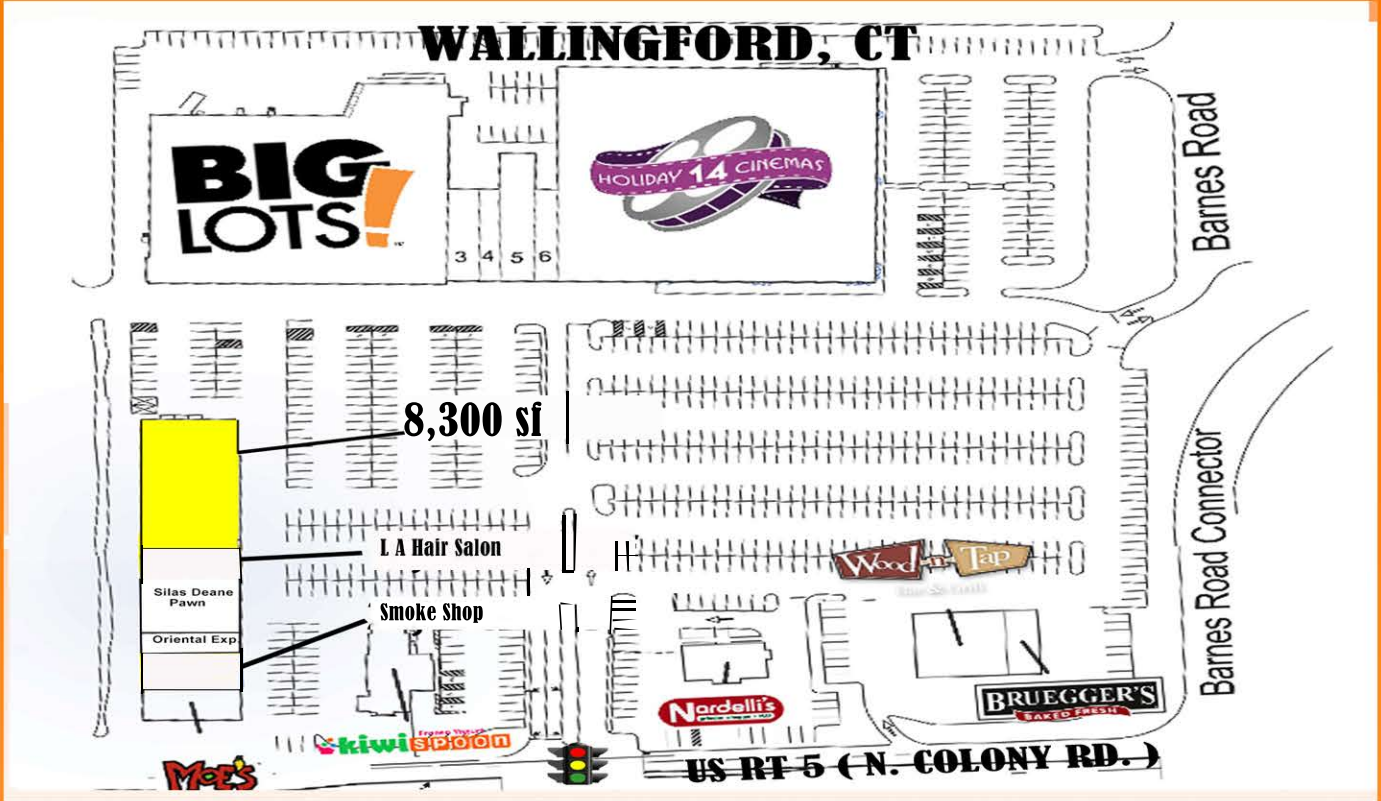 WALLINGFORD, CT
BIG
LOTS!
HOLIDAY 14 CINEMAS
3 4 5 6
Barnes Road
8,300 sf
L A Hair Salon
Silas Deane
Pawn
Smoke Shop
Oriental Exp.
Wood-n-Tap
Barnes Road Connector
Nardelli's
BRUEGGER'S
BAKED FRESH
kiwi spoon
MOE'S
US RT 5 ( N. COLONY RD. )